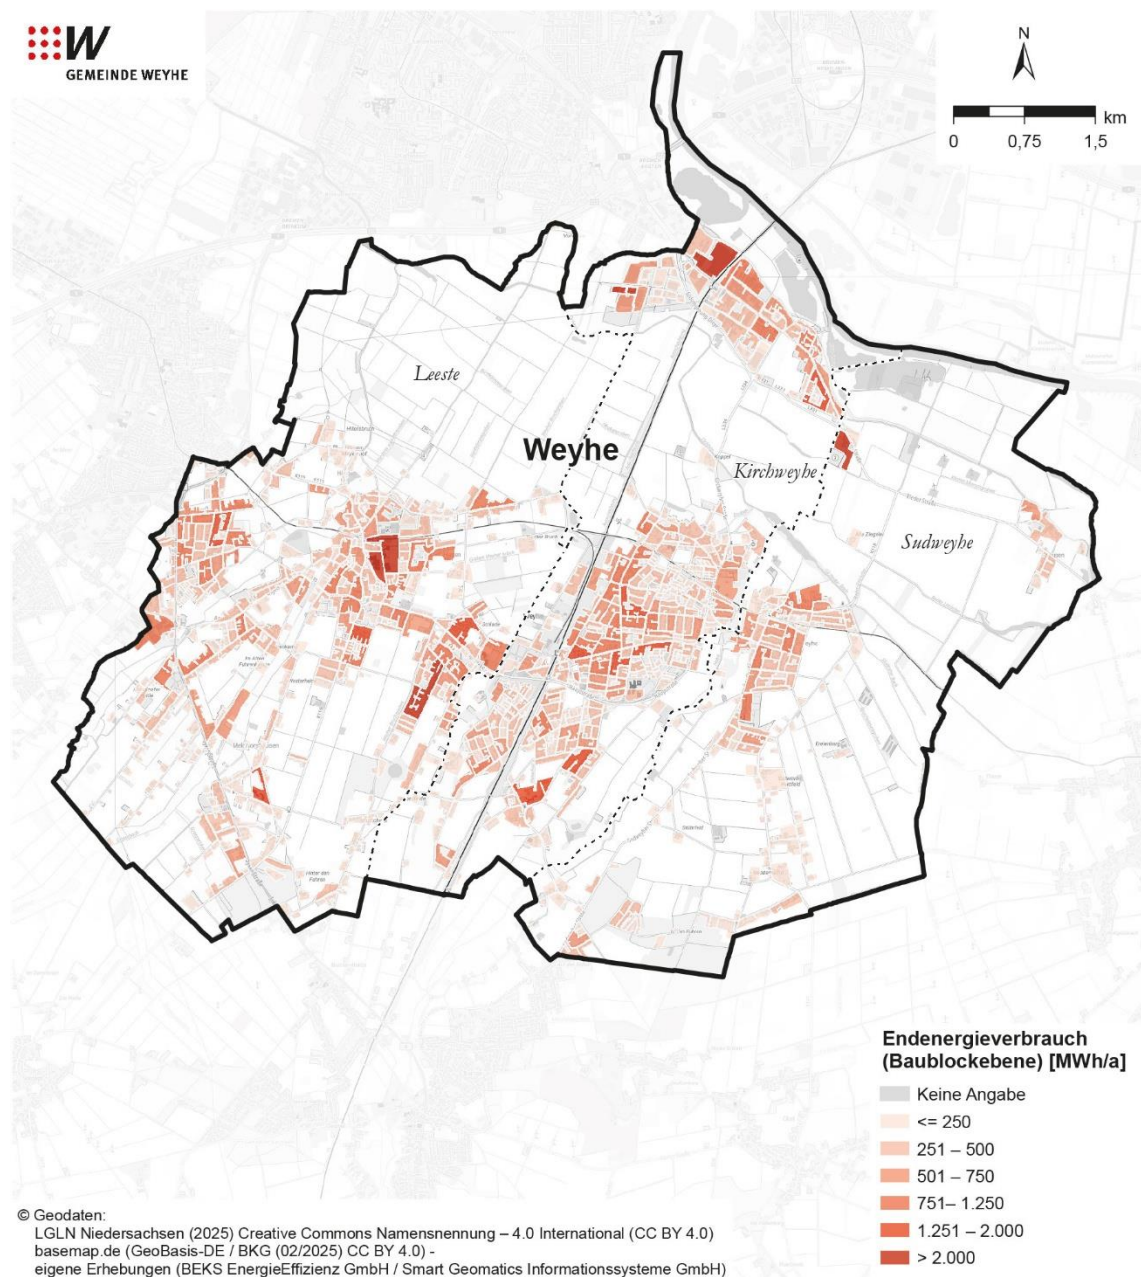 W
GEMEINDE WEYHE
N
km
0 0,75 1,5
Leeste
Weyhe
Kirchweyhe
Sudweyhe
Endenergieverbrauch
(Baublockebene) [MWh/a]
Keine Angabe
<= 250
251 – 500
501 – 750
751– 1.250
1.251 – 2.000
> 2.000
© Geodaten:
LGLN Niedersachsen (2025) Creative Commons Namensnennung – 4.0 International (CC BY 4.0)
basemap.de (GeoBasis-DE / BKG (02/2025) CC BY 4.0) -
eigene Erhebungen (BEKS EnergieEffizienz GmbH / Smart Geomatics Informationssysteme GmbH)